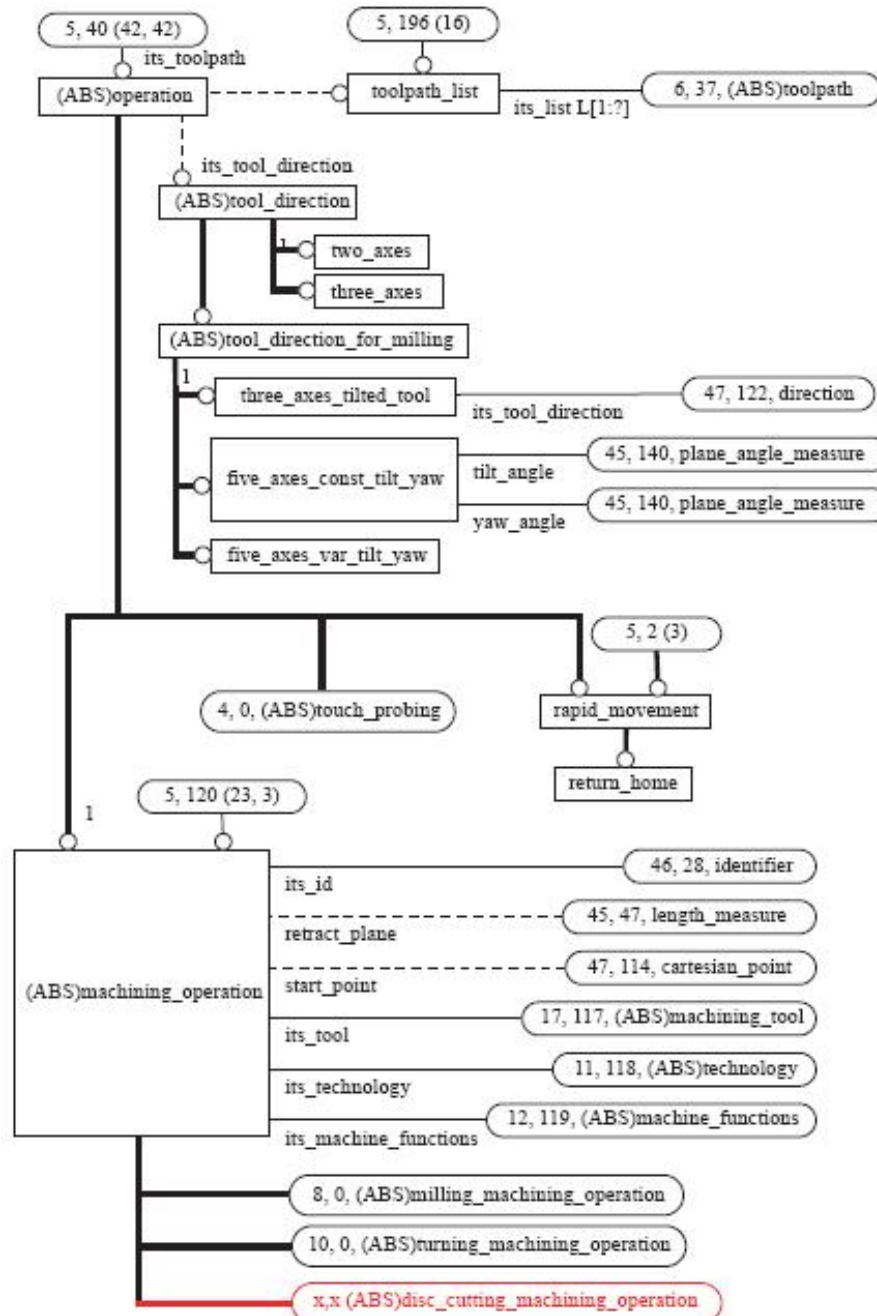 5, 40 (42, 42)
5, 196 (16)
its_toolpath
(ABS)operation
toolpath_list
6, 37, (ABS)toolpath
its_list L[1:?]
its_tool_direction
(ABS)tool_direction
1
two_axes
three_axes
(ABS)tool_direction_for_milling
1
three_axes_tilted_tool
47, 122, direction
its_tool_direction
five_axes_const_tilt_yaw
45, 140, plane_angle_measure
tilt_angle
45, 140, plane_angle_measure
yaw_angle
five_axes_var_tilt_yaw
5, 2 (3)
4, 0, (ABS)touch_probing
rapid_movement
return_home
5, 120 (23, 3)
1
46, 28, identifier
its_id
45, 47, length_measure
retract_plane
47, 114, cartesian_point
(ABS)machining_operation
start_point
17, 117, (ABS)machining_tool
its_tool
11, 118, (ABS)technology
its_technology
12, 119, (ABS)machine_functions
its_machine_functions
8, 0, (ABS)milling_machining_operation
10, 0, (ABS)turning_machining_operation
x,x (ABS)disc_cutting_machining_operation